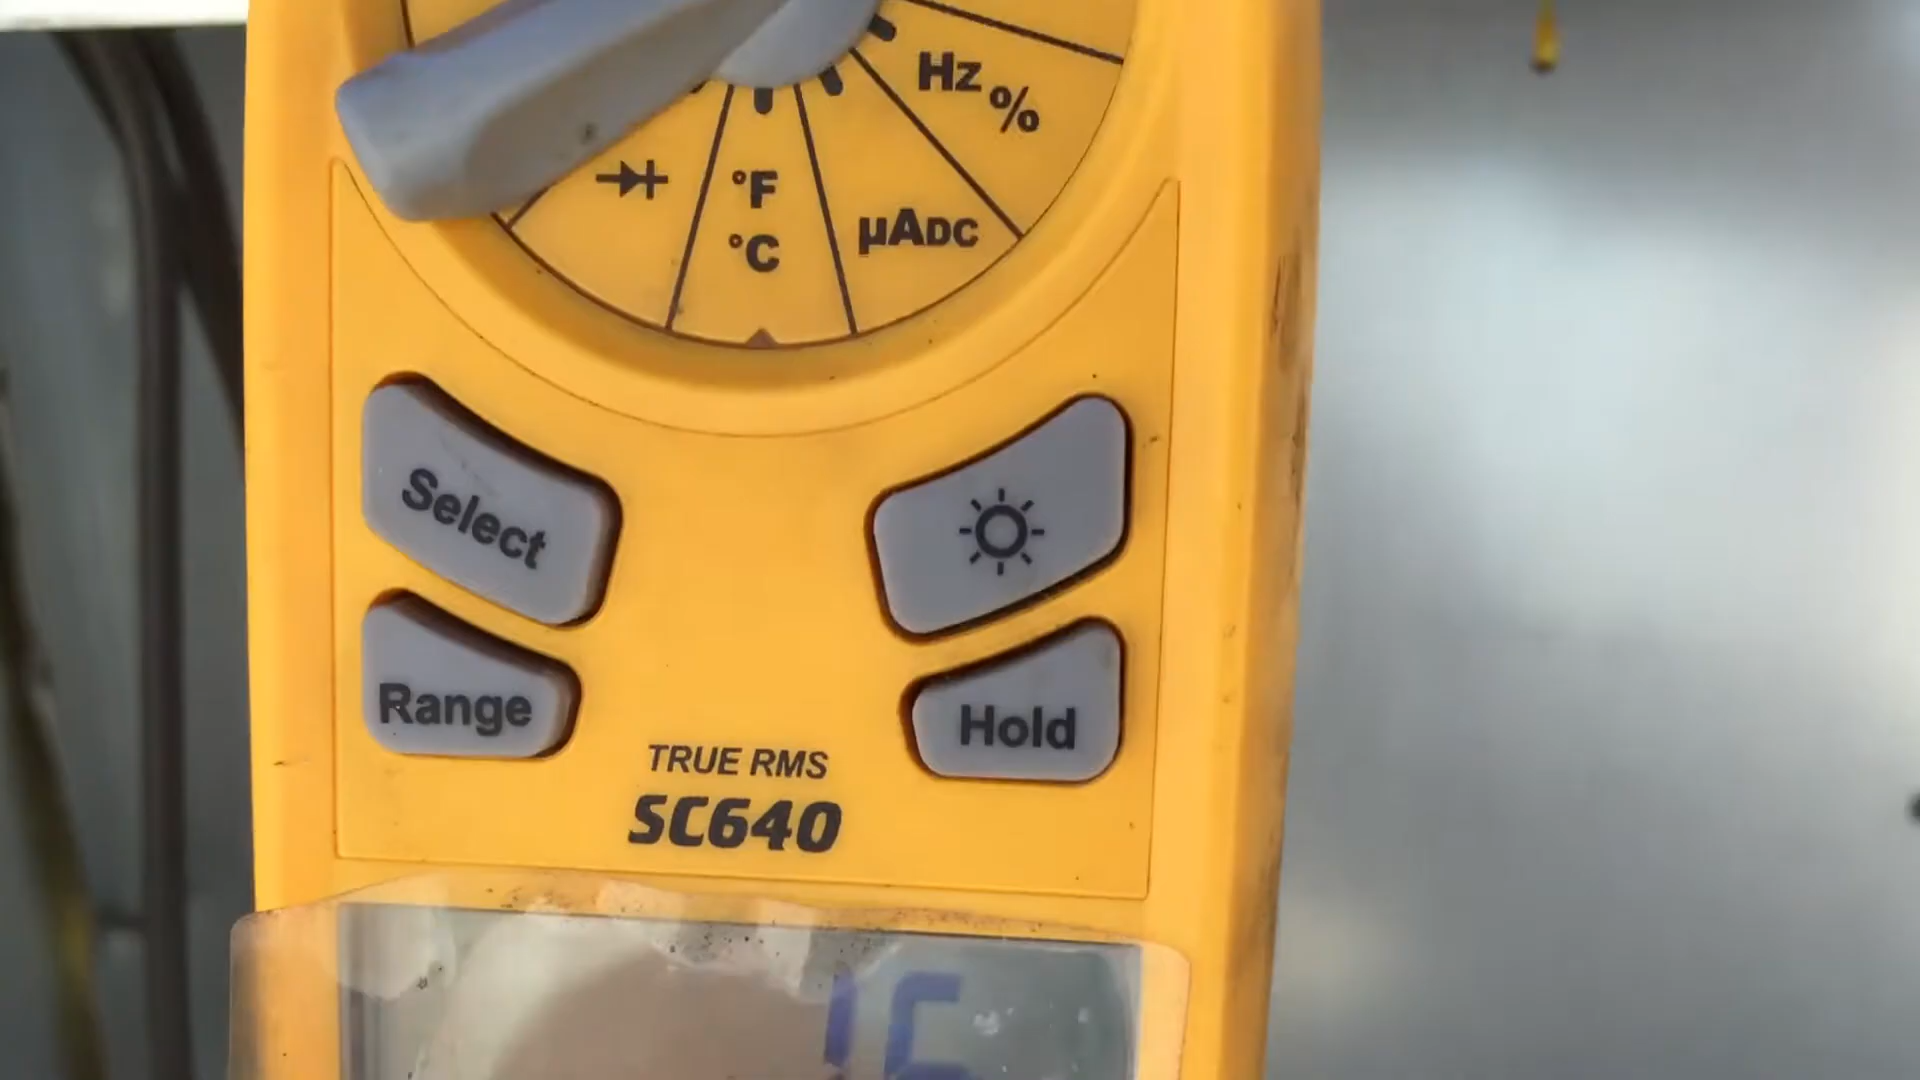 Hz %
°F
°C
µADC
Select
Range
Hold
TRUE RMS
SC640